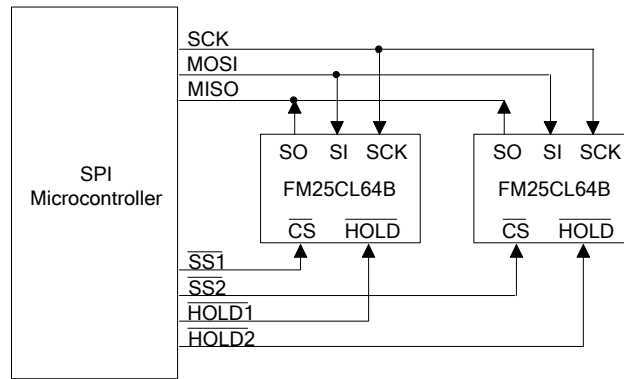 SCK
MOSI
MISO
SO SI SCK
SO SI SCK
SPI
Microcontroller
FM25CL64B
FM25CL64B
CS HOLD
CS HOLD
SS1
SS2
HOLD1
HOLD2